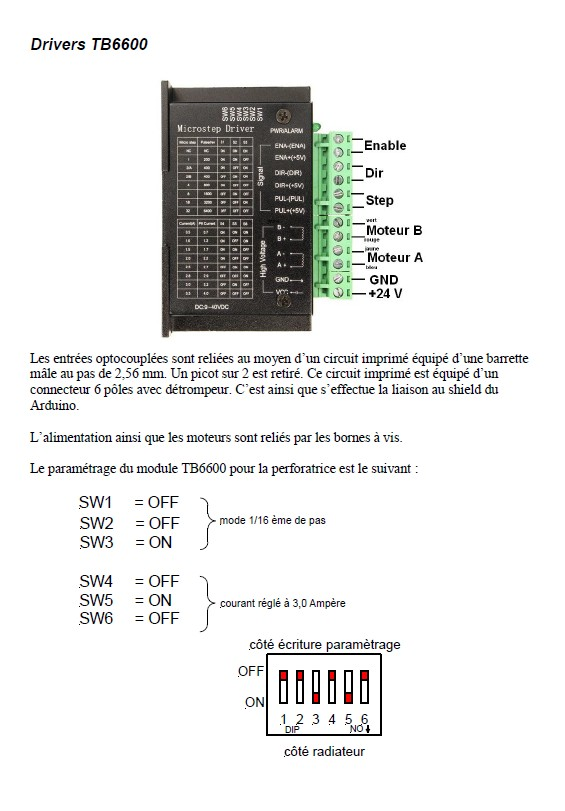 Drivers TB6600
SW6
SW5
SW4
SW3
SW2
SW1
Microstep Driver
PWR/ALARM
ENA-(ENA)
ENA+(+5V)
DIR-(DIR)
DIR+(+5V)
PUL-(PUL)
PUL+(+5V)
Signal
B -
B +
A -
A +
GND
VCC
High Voltage
DC:9~40VDC
Enable
Dir
Step
vert
Moteur B
rouge
jaune
Moteur A
bleu
GND
+24 V
Les entrées optocouplées sont reliées au moyen d’un circuit imprimé équipé d’une barrette
mâle au pas de 2,56 mm. Un picot sur 2 est retiré. Ce circuit imprimé est équipé d’un
connecteur 6 pôles avec détrompeur. C’est ainsi que s’effectue la liaison au shield du
Arduino.
L’alimentation ainsi que les moteurs sont reliés par les bornes à vis.
Le paramétrage du module TB6600 pour la perforatrice est le suivant :
SW1 = OFF
SW2 = OFF
SW3 = ON
mode 1/16 ème de pas
SW4 = OFF
SW5 = ON
SW6 = OFF
courant réglé à 3,0 Ampère
côté écriture paramètrage
OFF
ON
1 2 3 4 5 6
DIP NO
côté radiateur